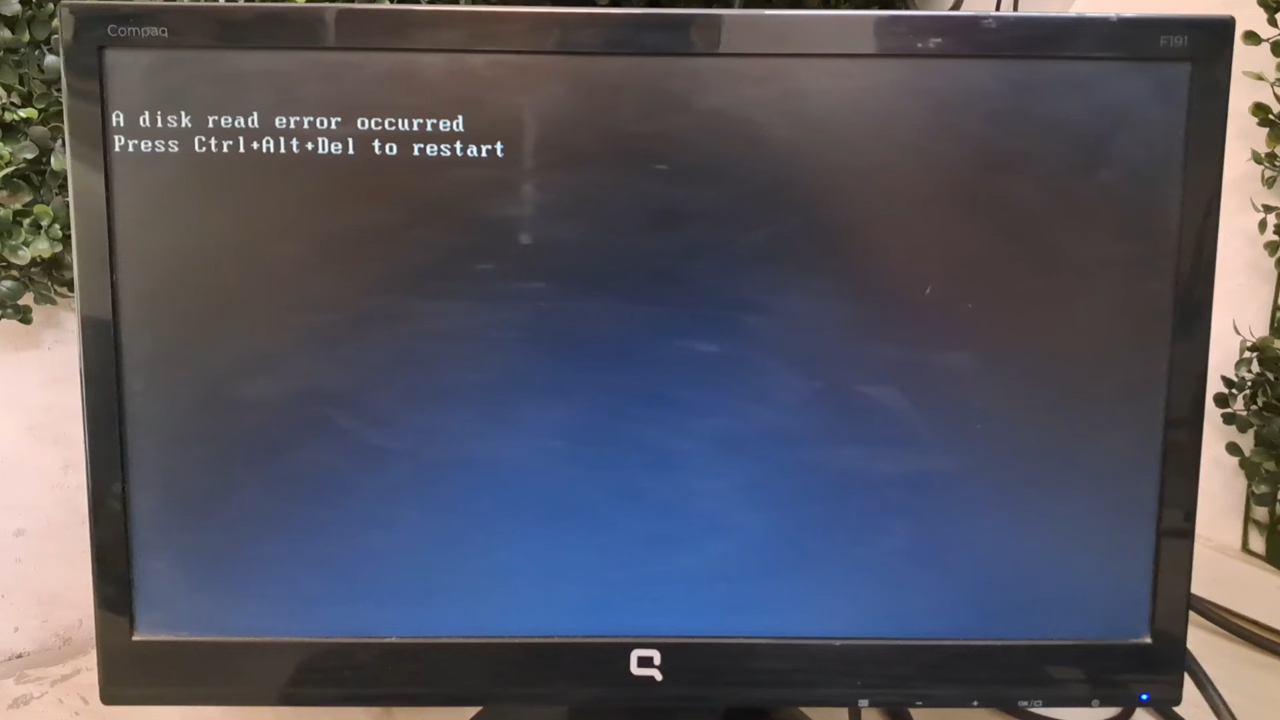 Compaq
F191
A disk read error occurred
Press Ctrl+Alt+Del to restart